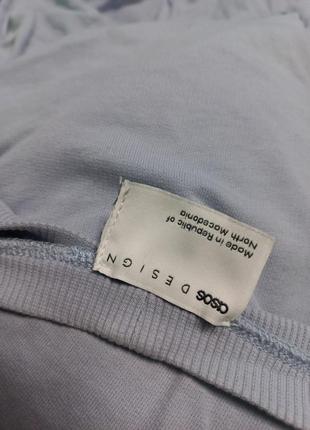 asos DESIGN
Made in Republic of
North Macedonia